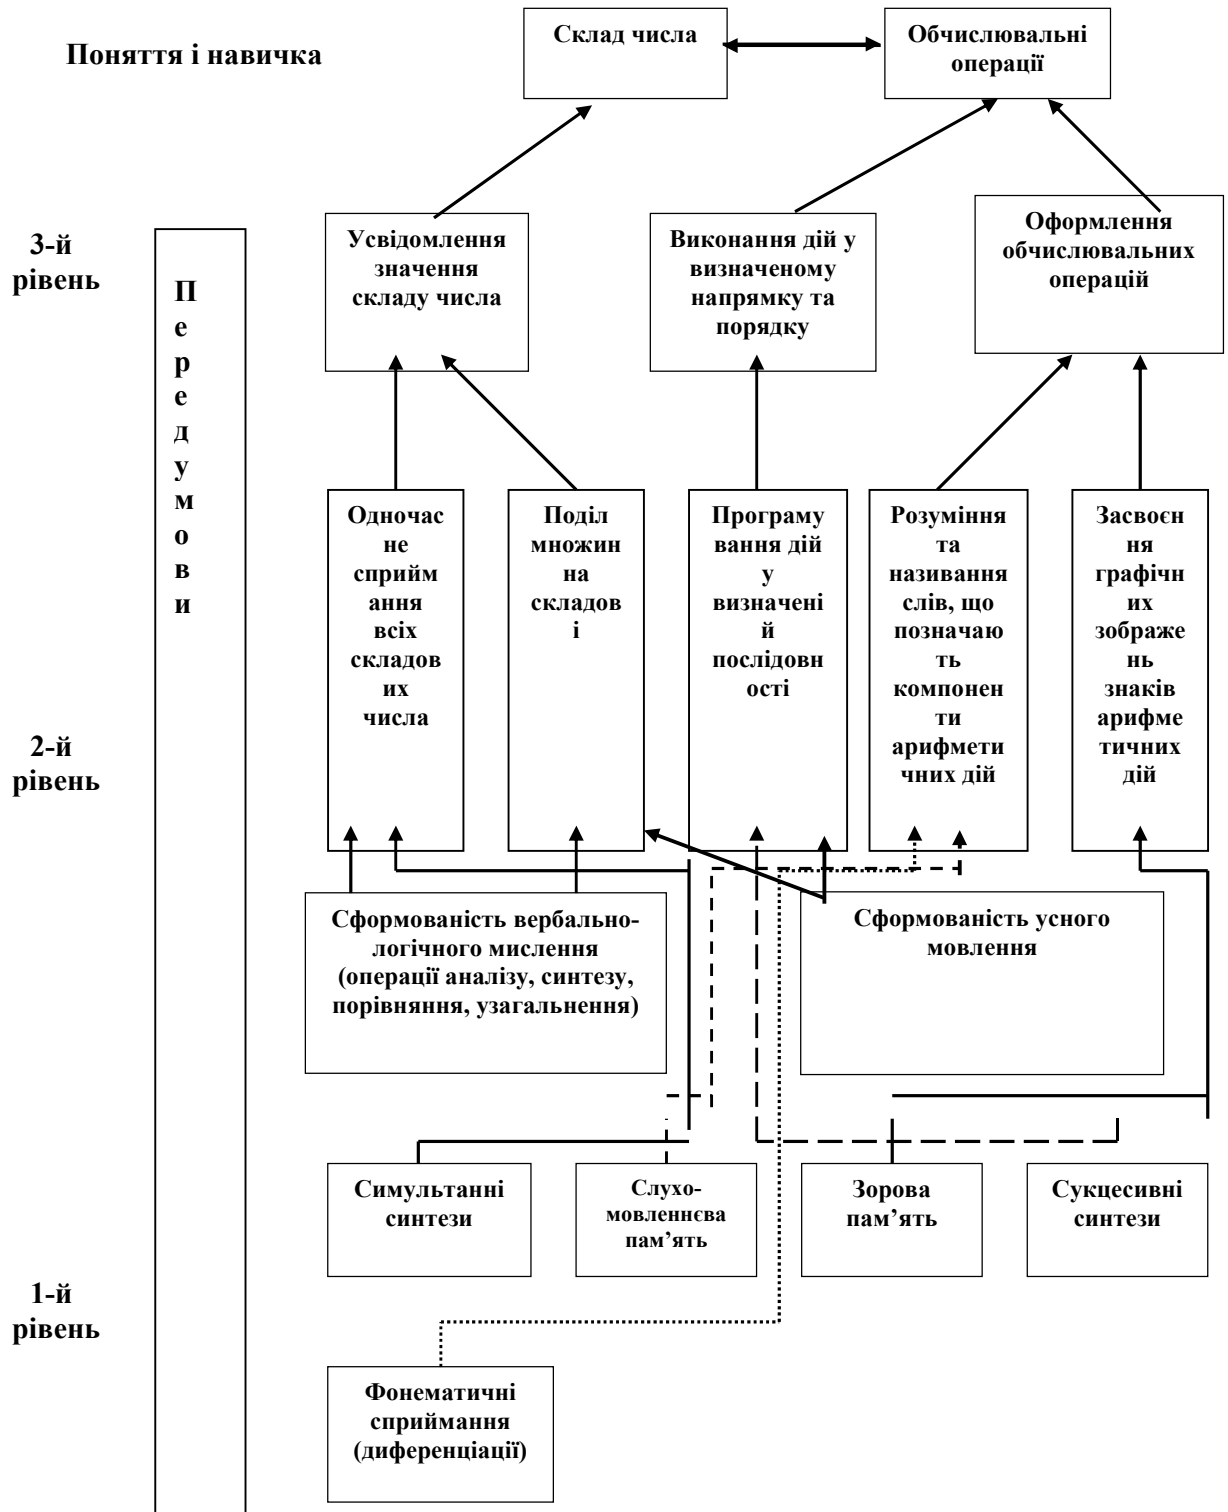 Поняття і навичка
Склад числа
Обчислювальні
операції
3-й
рівень
П
е
р
е
д
у
м
о
в
и
Усвідомлення
значення
складу числа
Виконання дій у
визначеному
напрямку та
порядку
Оформлення
обчислювальних
операцій
2-й
рівень
Одночас
не
сприйм
ання
всіх
складов
их
числа
Поділ
множин
на
складов
і
Програму
вання дій
у
визначені
й
послідовн
ості
Розуміння
та
називання
слів, що
позначаю
ть
компонен
ти
арифмети
чних дій
Засвоєн
ня
графічн
их
зображе
нь
знаків
арифме
тичних
дій
Сформованість вербально-
логічного мислення
(операції аналізу, синтезу,
порівняння, узагальнення)
Сформованість усного
мовлення
1-й
рівень
Симультанні
синтези
Слухо-
мовленнєва
пам’ять
Зорова
пам’ять
Сукцесивні
синтези
Фонематичні
сприймання
(диференціації)